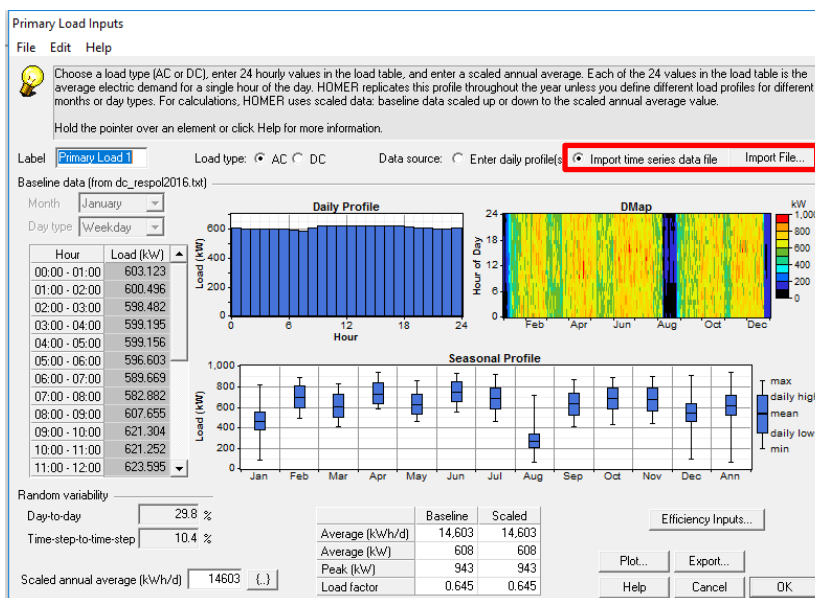 Primary Load Inputs
File Edit Help
Choose a load type (AC or DC), enter 24 hourly values in the load table, and enter a scaled annual average. Each of the 24 values in the load table is the
average electric demand for a single hour of the day. HOMER replicates this profile throughout the year unless you define different load profiles for different
months or day types. For calculations, HOMER uses scaled data: baseline data scaled up or down to the scaled annual average value.
Hold the pointer over an element or click Help for more information.
Label Primary Load 1 Load type: AC DC Data source: Enter daily profile(s Import time series data file Import File...
Baseline data (from dc_respol2016.txt)
Month January
Day type Weekday
Hour Load (kW)
00:00 - 01:00 603.123
01:00 - 02:00 600.496
02:00 - 03:00 598.482
03:00 - 04:00 599.195
04:00 - 05:00 599.156
05:00 - 06:00 596.603
06:00 - 07:00 589.669
07:00 - 08:00 582.882
08:00 - 09:00 607.655
09:00 - 10:00 621.304
10:00 - 11:00 621.252
11:00 - 12:00 623.595
Daily Profile
Load (kW)
600
400
200
0
0 6 12 18 24
Hour
DMap
Hour of Day
24
18
12
6
0
Feb Apr Jun Aug Oct Dec
kW
1,000
800
600
400
200
0
Seasonal Profile
Load (kW)
1,000
800
600
400
200
0
Jan Feb Mar Apr May Jun Jul Aug Sep Oct Nov Dec Ann
max
daily high
mean
daily low
min
Random variability
Day-to-day 29.8 %
Time-step-to-time-step 10.4 %
Scaled annual average (kWh/d) 14603 {..}
Baseline Scaled
Average (kWh/d) 14,603 14,603
Average (kW) 608 608
Peak (kW) 943 943
Load factor 0.645 0.645
Efficiency Inputs...
Plot... Export...
Help Cancel OK